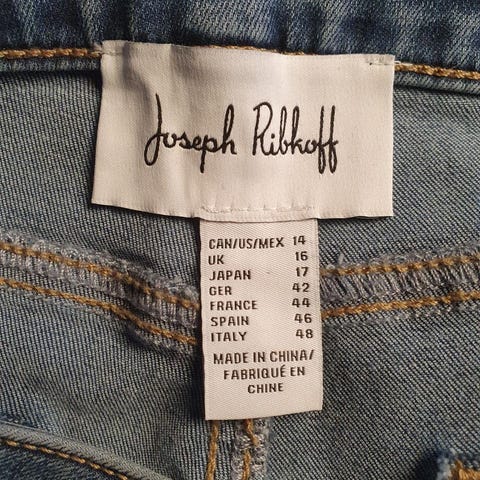 Joseph Ribkoff
CAN/US/MEX 14
UK 16
JAPAN 17
GER 42
FRANCE 44
SPAIN 46
ITALY 48
MADE IN CHINA/
FABRIQUÉ EN
CHINE